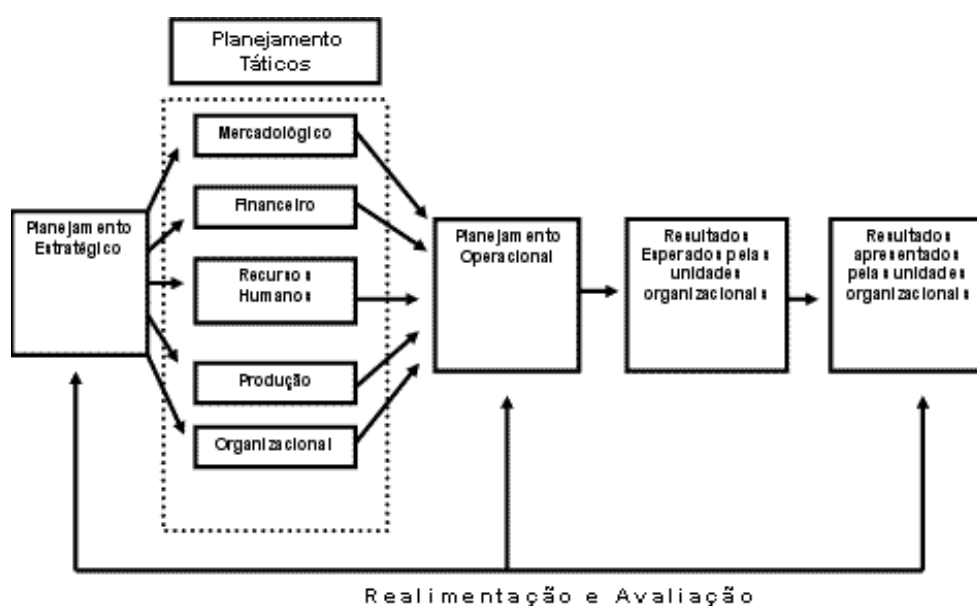 Planejamento
Táticos
Mercadológico
Financeiro
Recursos
Humanos
Produção
Organizacional
Planejamento
Estratégico
Planejamento
Operacional
Resultados
Esperados pelas
unidades
organizacionais
Resultados
apresentados
pelas unidades
organizacionais
Realimentação e Avaliação